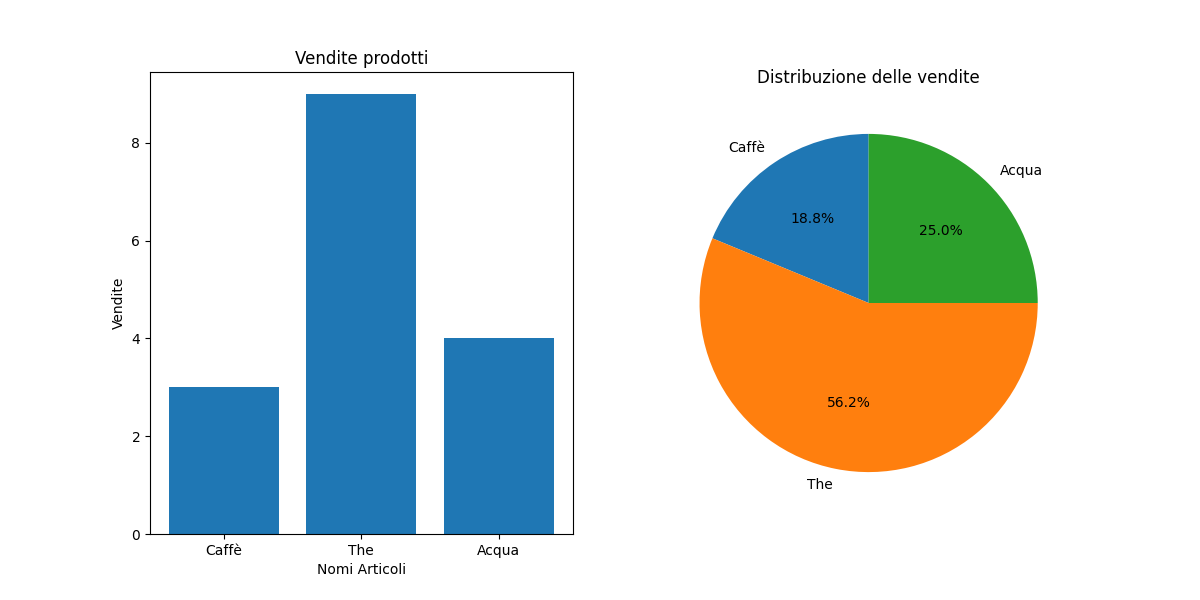 Vendite prodotti
8
6
4
2
0
Vendite
Caffè
The
Acqua
Nomi Articoli
Distribuzione delle vendite
Caffè
Acqua
18.8%
25.0%
56.2%
The